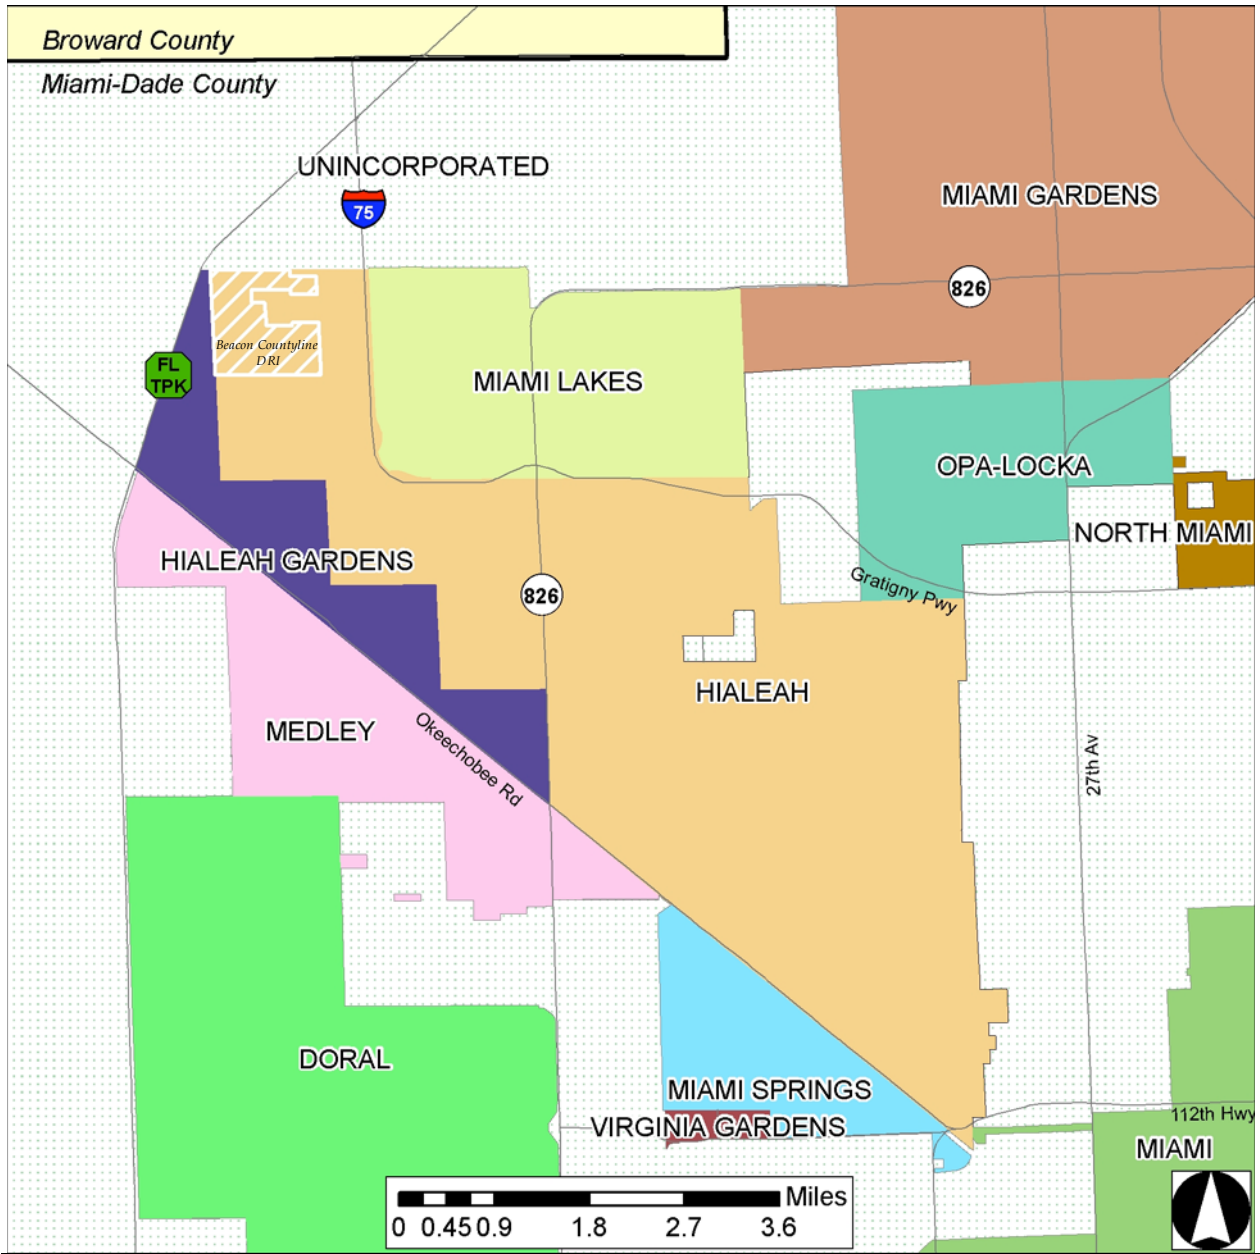 Broward County
Miami-Dade County
UNINCORPORATED
75
MIAMI GARDENS
826
Beacon Countyline
DRI
FL
TPK
MIAMI LAKES
OPA-LOCKA
NORTH MIAMI
HIALEAH GARDENS
Gratigny Pwy
826
HIALEAH
MEDLEY
Okeechobee Rd
27th Av
DORAL
MIAMI SPRINGS
VIRGINIA GARDENS
112th Hwy
MIAMI
Miles
0 0.45 0.9 1.8 2.7 3.6